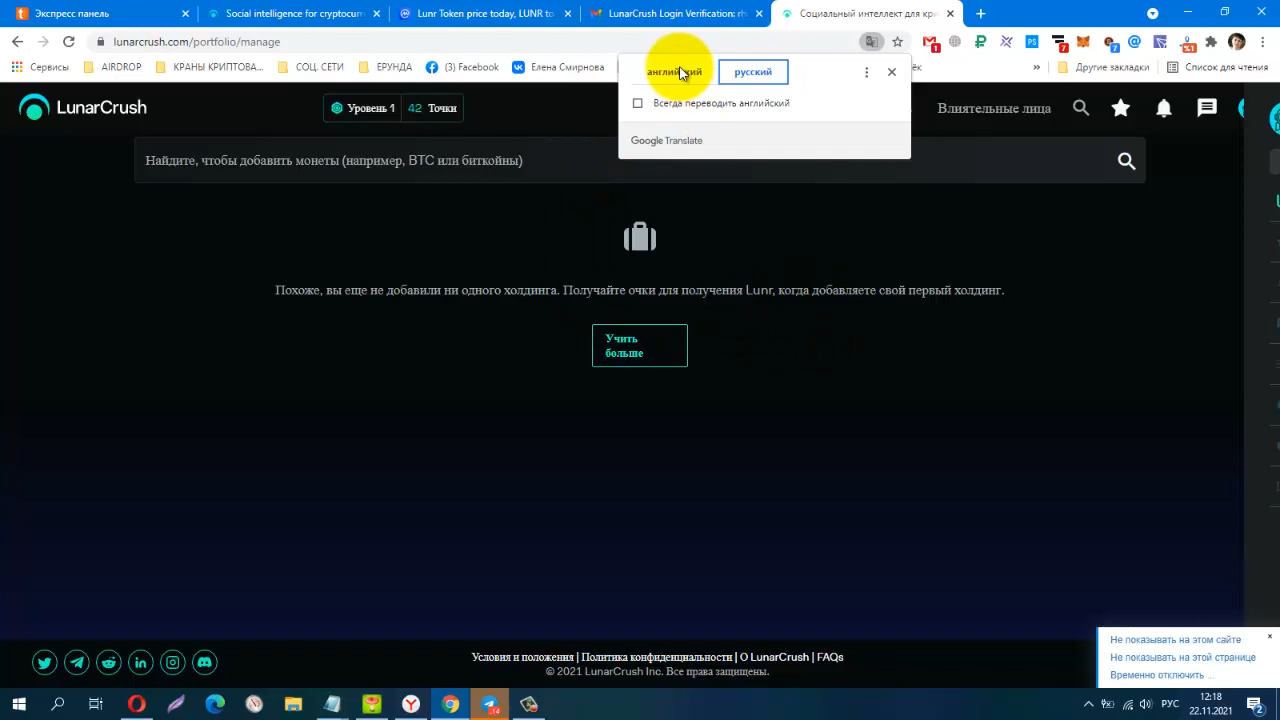 Экспресс панель
Social intelligence for cryptocum
Lunr Token price today, LUNR to
LunarCrush Login Verification: rh
Социальный интеллект для кри
lunarcrush.com/portfolio/manage
Сервисы
AIRDROP
КРАНЫ КРИПТОВА...
СОЦ. СЕТИ
ЕРУНДА
(3) Facebook
Елена Смирнова
»
Другие закладки
Список для чтения
английский
русский
Всегда переводить английский
Google Translate
LunarCrush
Уровень 1
42 Точки
Влиятельные лица
Найдите, чтобы добавить монеты (например, BTC или биткойны)
Похоже, вы еще не добавили ни одного холдинга. Получайте очки для получения Lunr, когда добавляете свой первый холдинг.
Учить
больше
Условия и положения | Политика конфиденциальности | О LunarCrush | FAQs
© 2021 LunarCrush Inc. Все права защищены.
Не показывать на этом сайте
Не показывать на этой странице
Временно отключить ...
РУС
12:18
22.11.2021